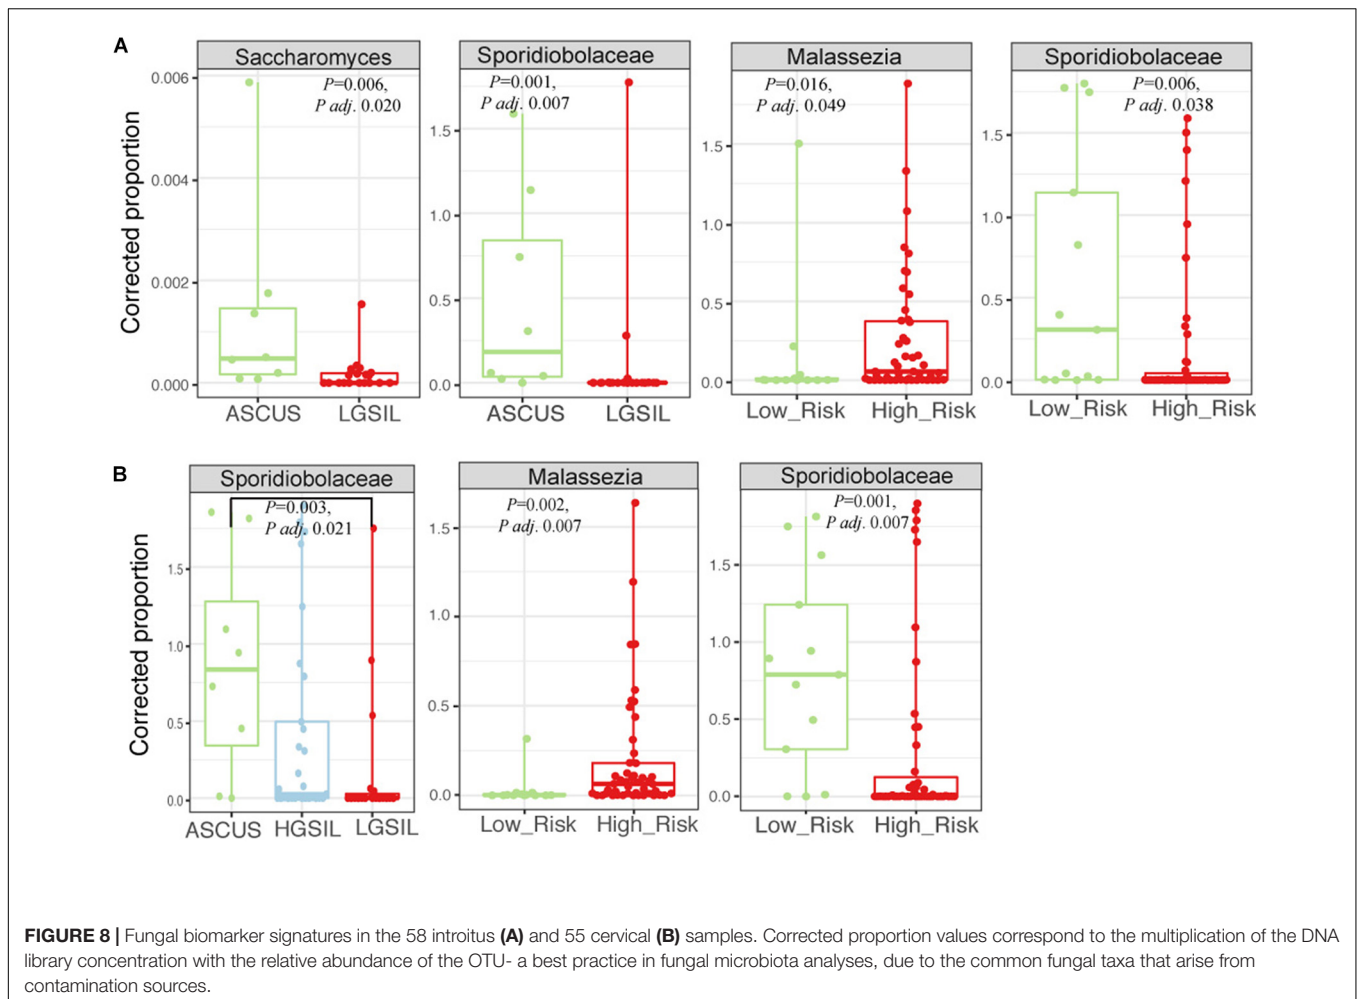 A
Saccharomyces
P=0.006,
P adj. 0.020
Corrected proportion
0.006
0.004
0.002
0.000
ASCUS
LGSIL
Sporidiobolaceae
P=0.001,
P adj. 0.007
1.5
1.0
0.5
0.0
ASCUS
LGSIL
Malassezia
P=0.016,
P adj. 0.049
1.5
1.0
0.5
0.0
Low_Risk
High_Risk
Sporidiobolaceae
P=0.006,
P adj. 0.038
1.5
1.0
0.5
0.0
Low_Risk
High_Risk
B
Sporidiobolaceae
P=0.003,
P adj. 0.021
Corrected proportion
1.5
1.0
0.5
0.0
ASCUS
HGSIL
LGSIL
Malassezia
P=0.002,
P adj. 0.007
1.5
1.0
0.5
0.0
Low_Risk
High_Risk
Sporidiobolaceae
P=0.001,
P adj. 0.007
1.5
1.0
0.5
0.0
Low_Risk
High_Risk
FIGURE 8 | Fungal biomarker signatures in the 58 introitus (A) and 55 cervical (B) samples. Corrected proportion values correspond to the multiplication of the DNA
library concentration with the relative abundance of the OTU- a best practice in fungal microbiota analyses, due to the common fungal taxa that arise from
contamination sources.